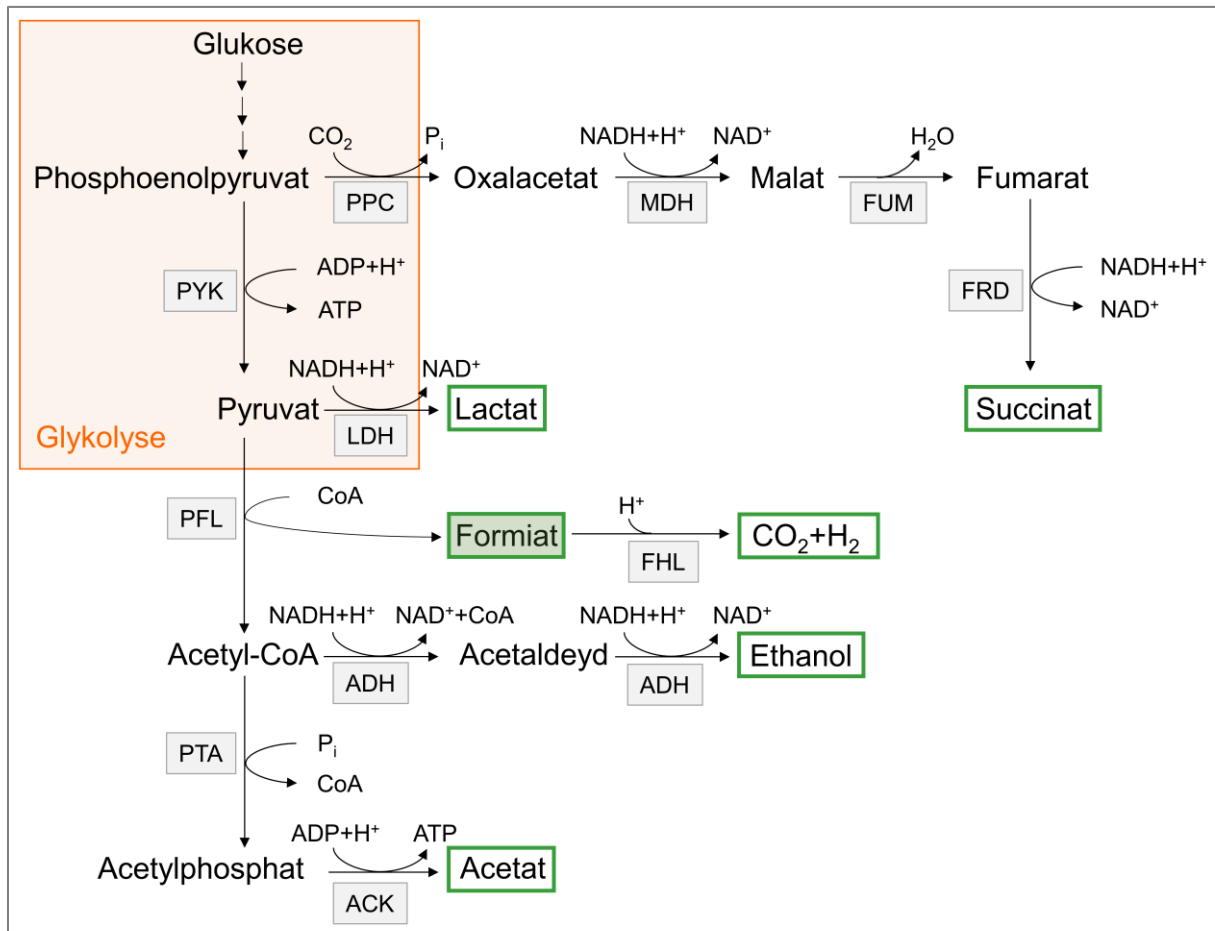 Glukose
CO₂ Pᵢ NADH+H⁺ NAD⁺ H₂O
Phosphoenolpyruvat Oxalacetat Malat Fumarat
PPC MDH FUM
ADP+H⁺ NADH+H⁺
PYK FRD
ATP NAD⁺
NADH+H⁺ NAD⁺
Pyruvat Lactat Succinat
Glykolyse LDH
CoA H⁺
PFL
Formiat CO₂+H₂
FHL
NADH+H⁺ NAD⁺+CoA NADH+H⁺ NAD⁺
Acetyl-CoA Acetaldeyd Ethanol
ADH ADH
Pᵢ
PTA
CoA
ADP+H⁺ ATP
Acetylphosphat Acetat
ACK